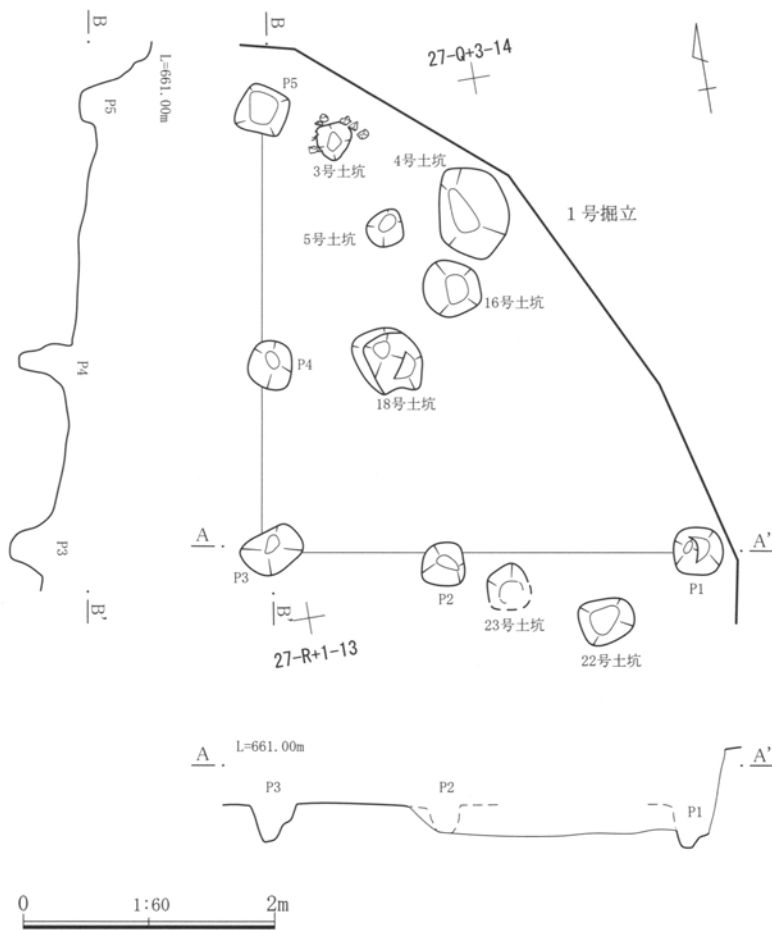 B
L=661.00m
P5
P4
P3
B'
B
27-Q+3-14
P5
3号土坑
4号土坑
1号掘立
5号土坑
16号土坑
P4
18号土坑
A
A'
P3
P2
P1
23号土坑
22号土坑
B'
27-R+1-13
A
L=661.00m
A'
P3
P2
P1
0 1:60 2m